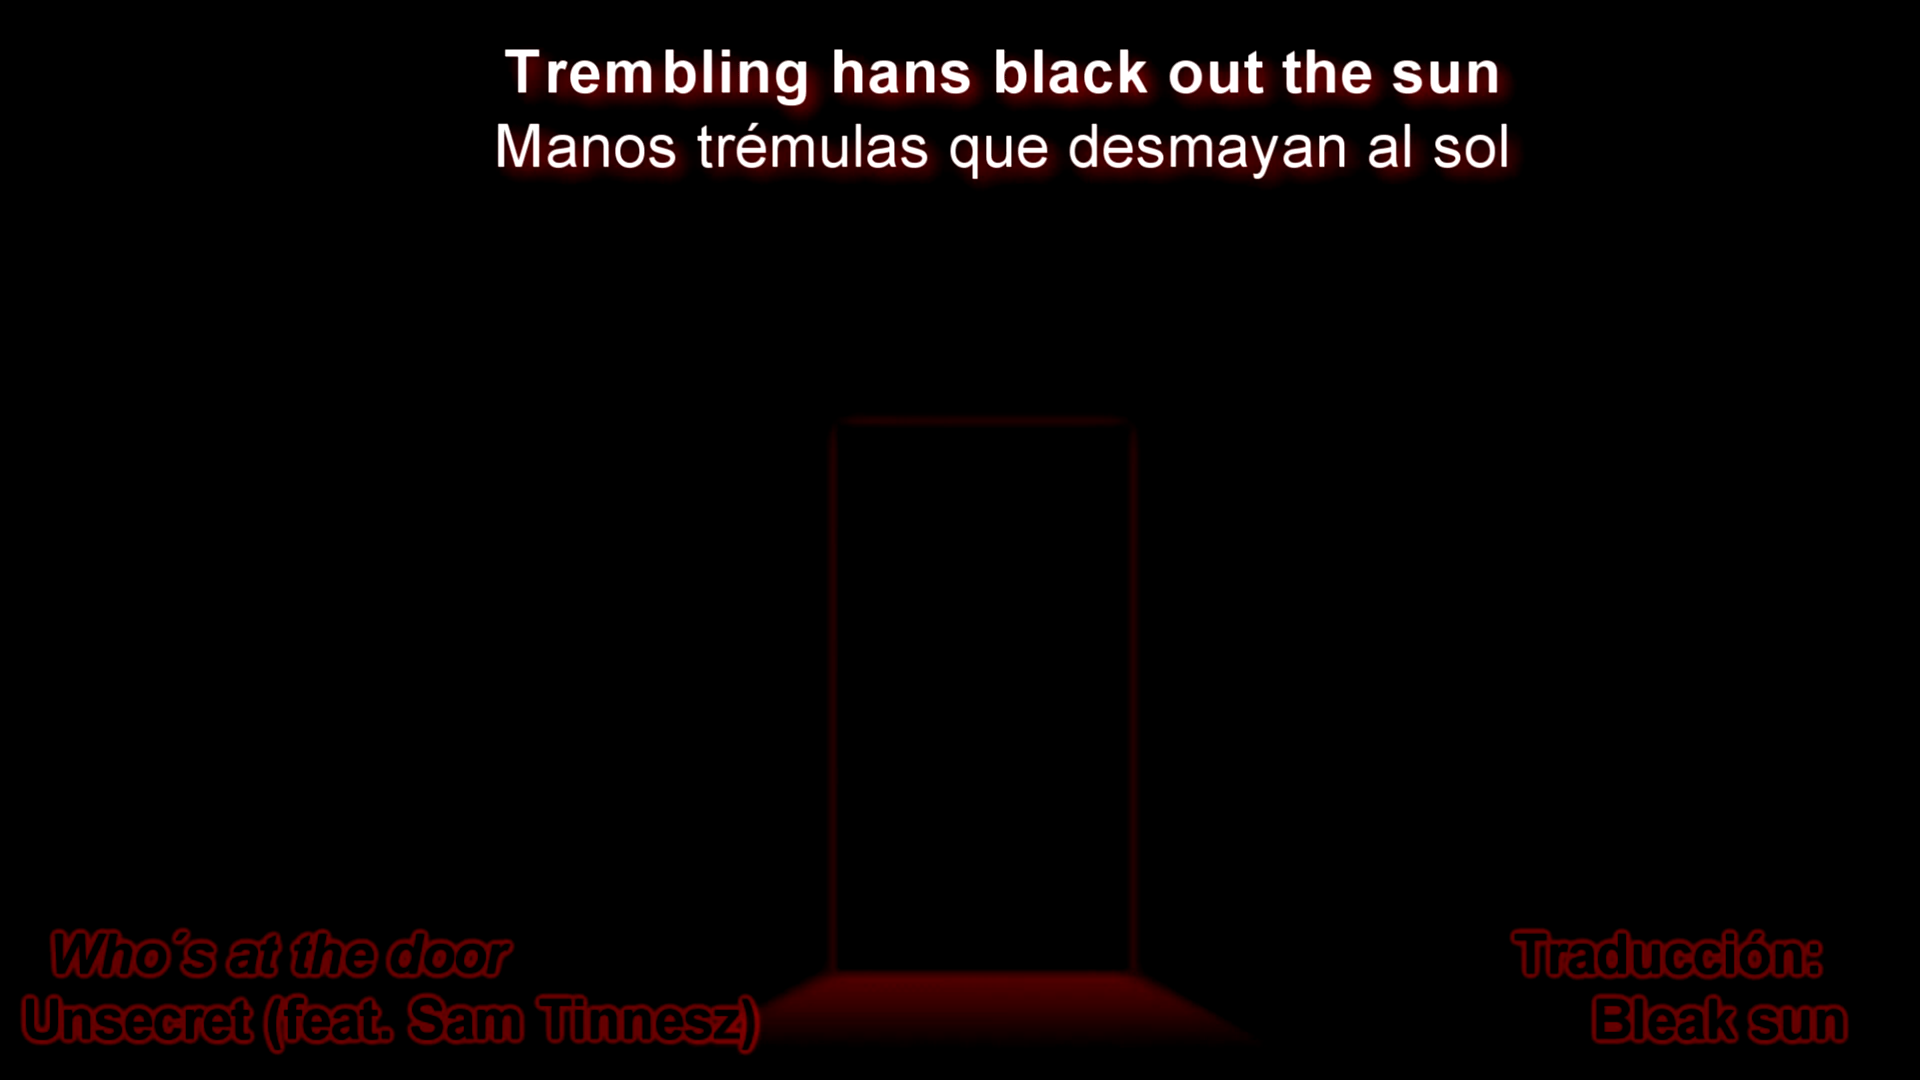 Trembling hans black out the sun
Manos trémulas que desmayan al sol
Who´s at the door
Unsecret (feat. Sam Tinnesz)
Traducción:
Bleak sun